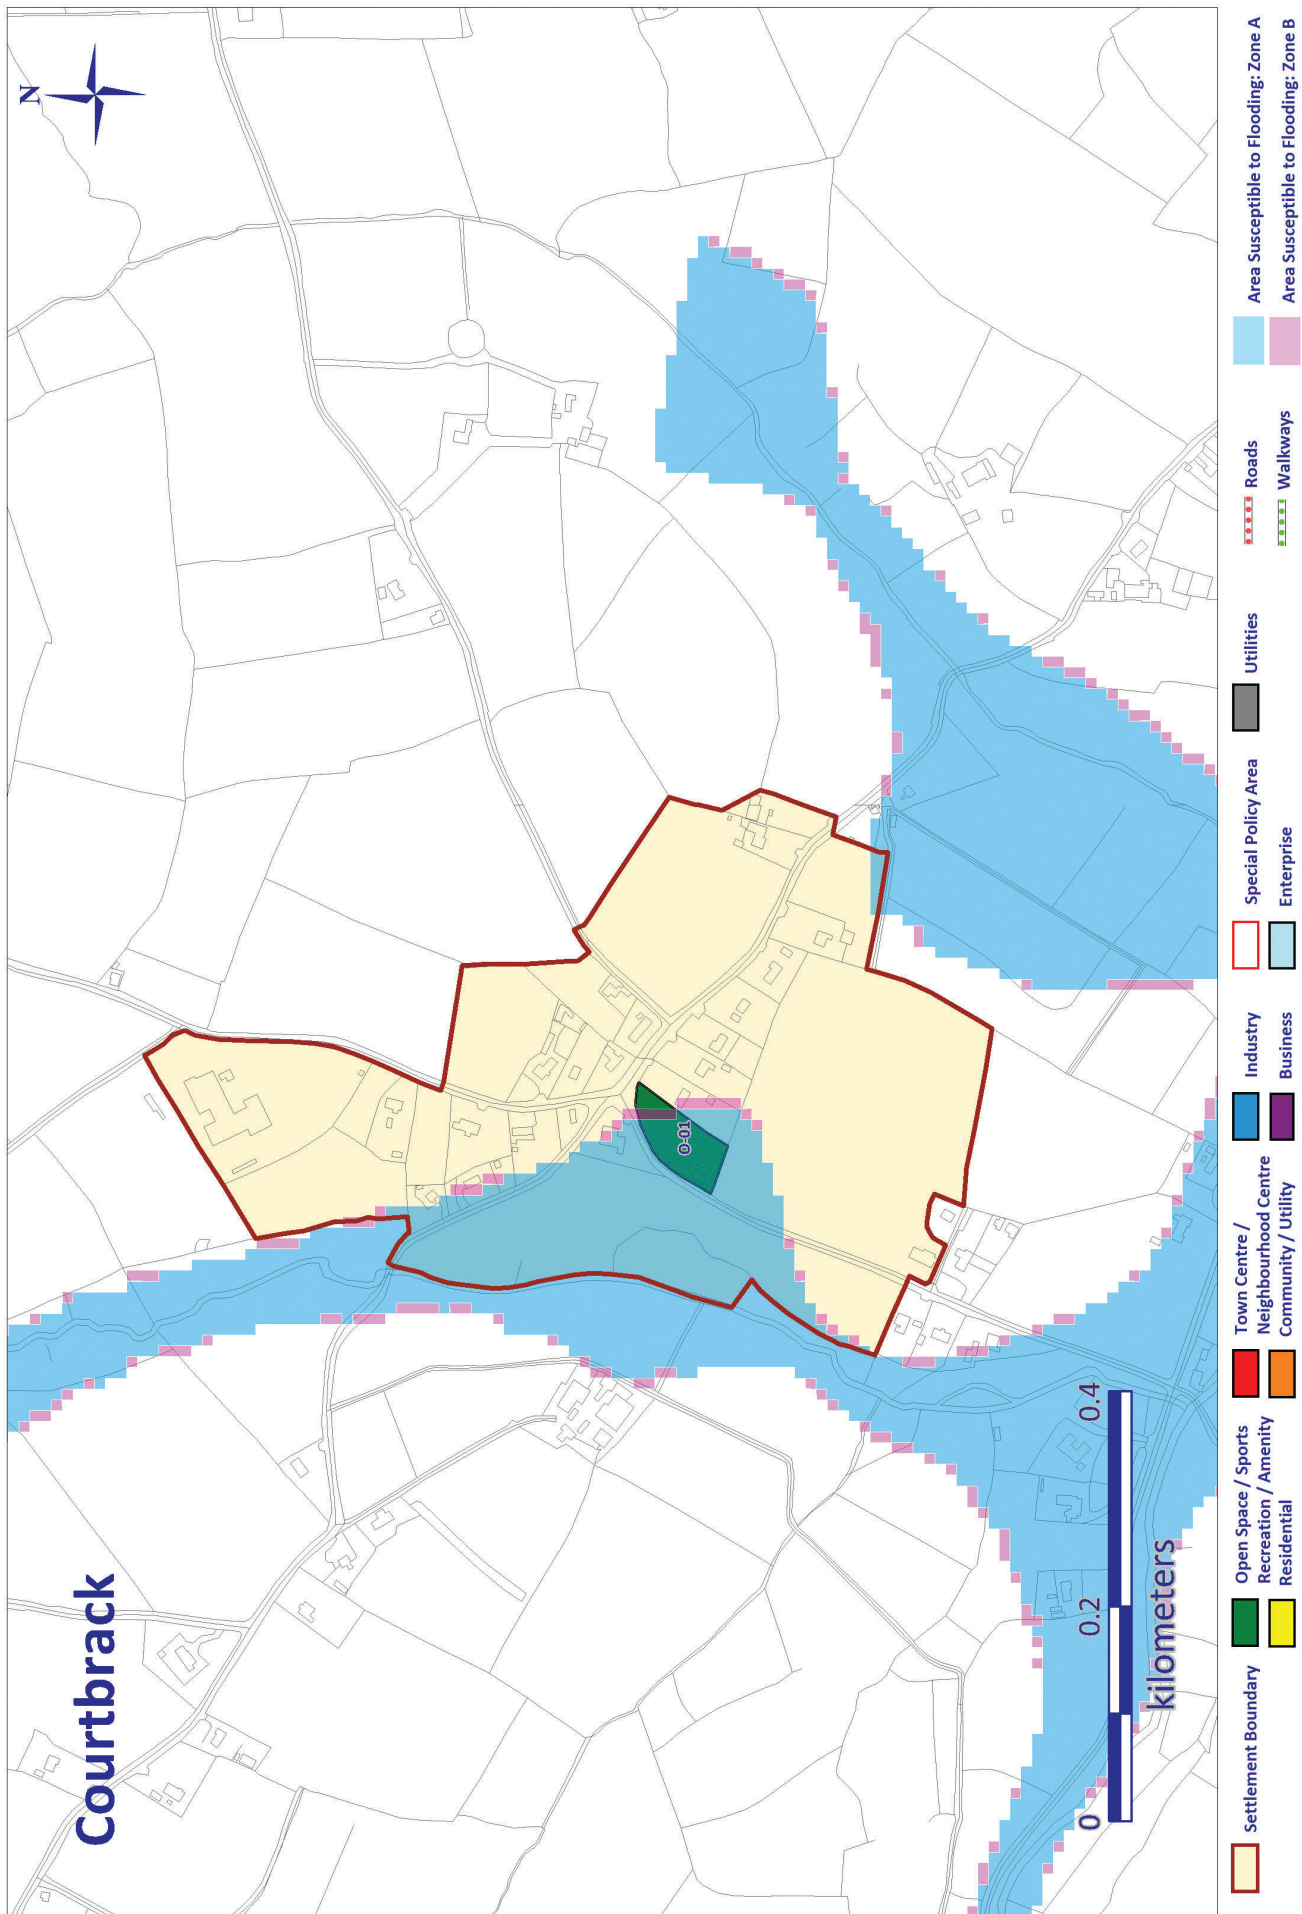 Courtbrack
N
O-01
0 0.2 0.4
kilometers
Settlement Boundary
Open Space / Sports
Recreation / Amenity
Residential
Town Centre /
Neighbourhood Centre
Community / Utility
Industry
Business
Special Policy Area
Enterprise
Utilities
Roads
Walkways
Area Susceptible to Flooding: Zone A
Area Susceptible to Flooding: Zone B